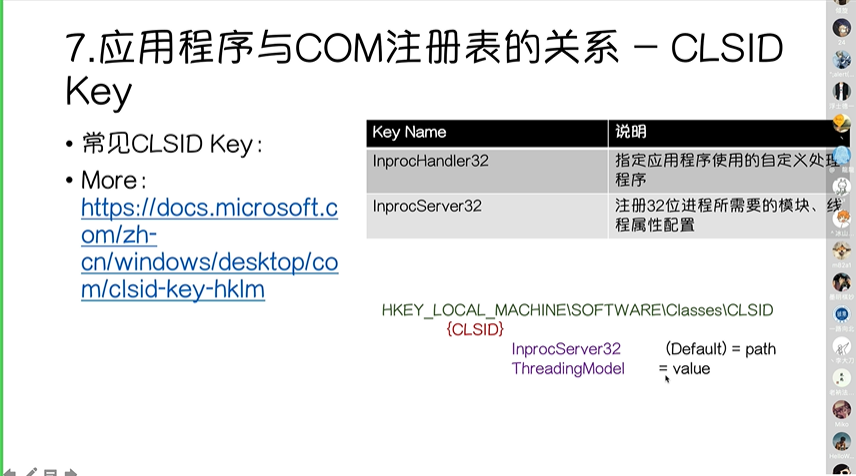 7.应用程序与COM注册表的关系 – CLSID
Key
• 常见CLSID Key:
• More:
https://docs.microsoft.c
om/zh-
cn/windows/desktop/co
m/clsid-key-hklm
Key Name 说明
InprocHandler32 指定应用程序使用的自定义处理
程序
InprocServer32 注册32位进程所需要的模块、线
程属性配置
HKEY_LOCAL_MACHINE\SOFTWARE\Classes\CLSID
{CLSID}
InprocServer32 (Default) = path
ThreadingModel = value
24
Miko